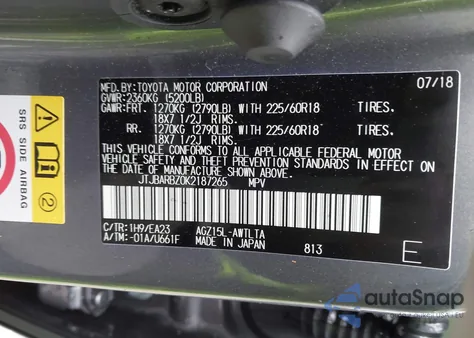 MFD.BY:TOYOTA MOTOR CORPORATION 07/18
GVWR:2360KG (5200LB)
GAWR:FRT. 1270KG (2790LB) WITH 225/60R18 TIRES.
18X7 1/2J RIMS.
RR. 1270KG (2790LB) WITH 225/60R18 TIRES.
18X7 1/2J RIMS.
THIS VEHICLE CONFORMS TO ALL APPLICABLE FEDERAL MOTOR
VEHICLE SAFETY AND THEFT PREVENTION STANDARDS IN EFFECT ON
THE DATE OF MANUFACTURE SHOWN ABOVE.
JTJBARBZ0K2187265 MPV
C/TR:1H9/EA23 AGZ15L-AWTLTA
A/TM:-01A/U661F MADE IN JAPAN 813 E
SRS SIDE AIRBAG
2
autoSnap